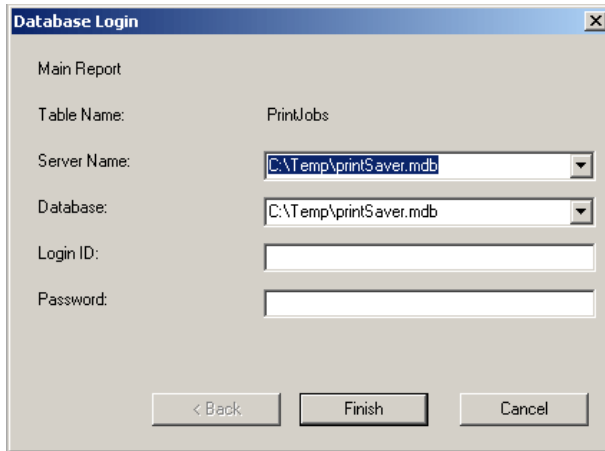 Database Login
Main Report
Table Name: PrintJobs
Server Name: C:\Temp\printSaver.mdb
Database: C:\Temp\printSaver.mdb
Login ID:
Password:
< Back Finish Cancel